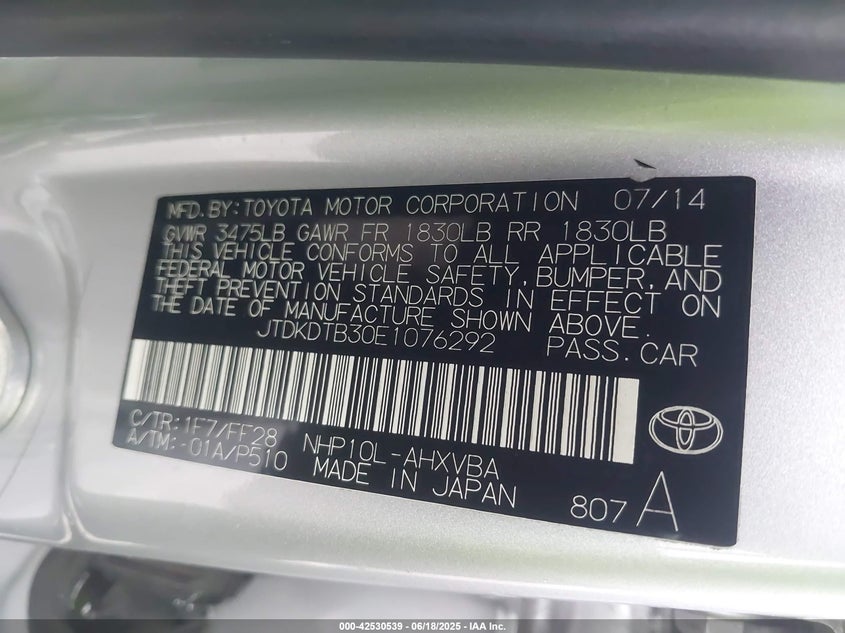 MFD.BY:TOYOTA MOTOR CORPORATION 07/14
GVWR 3475LB GAWR FR 1830LB RR 1830LB
THIS VEHICLE CONFORMS TO ALL APPLICABLE
FEDERAL MOTOR VEHICLE SAFETY,BUMPER,AND
THEFT PREVENTION STANDARDS IN EFFECT ON
THE DATE OF MANUFACTURE SHOWN ABOVE.
JTDKDTB30E1076292 PASS.CAR
C/TR:1F7/FF28
A/TM:-01A/P510
NHP10L-AHXVBA
MADE IN JAPAN
807 A
000-42530539 - 06/18/2025 - IAA Inc.